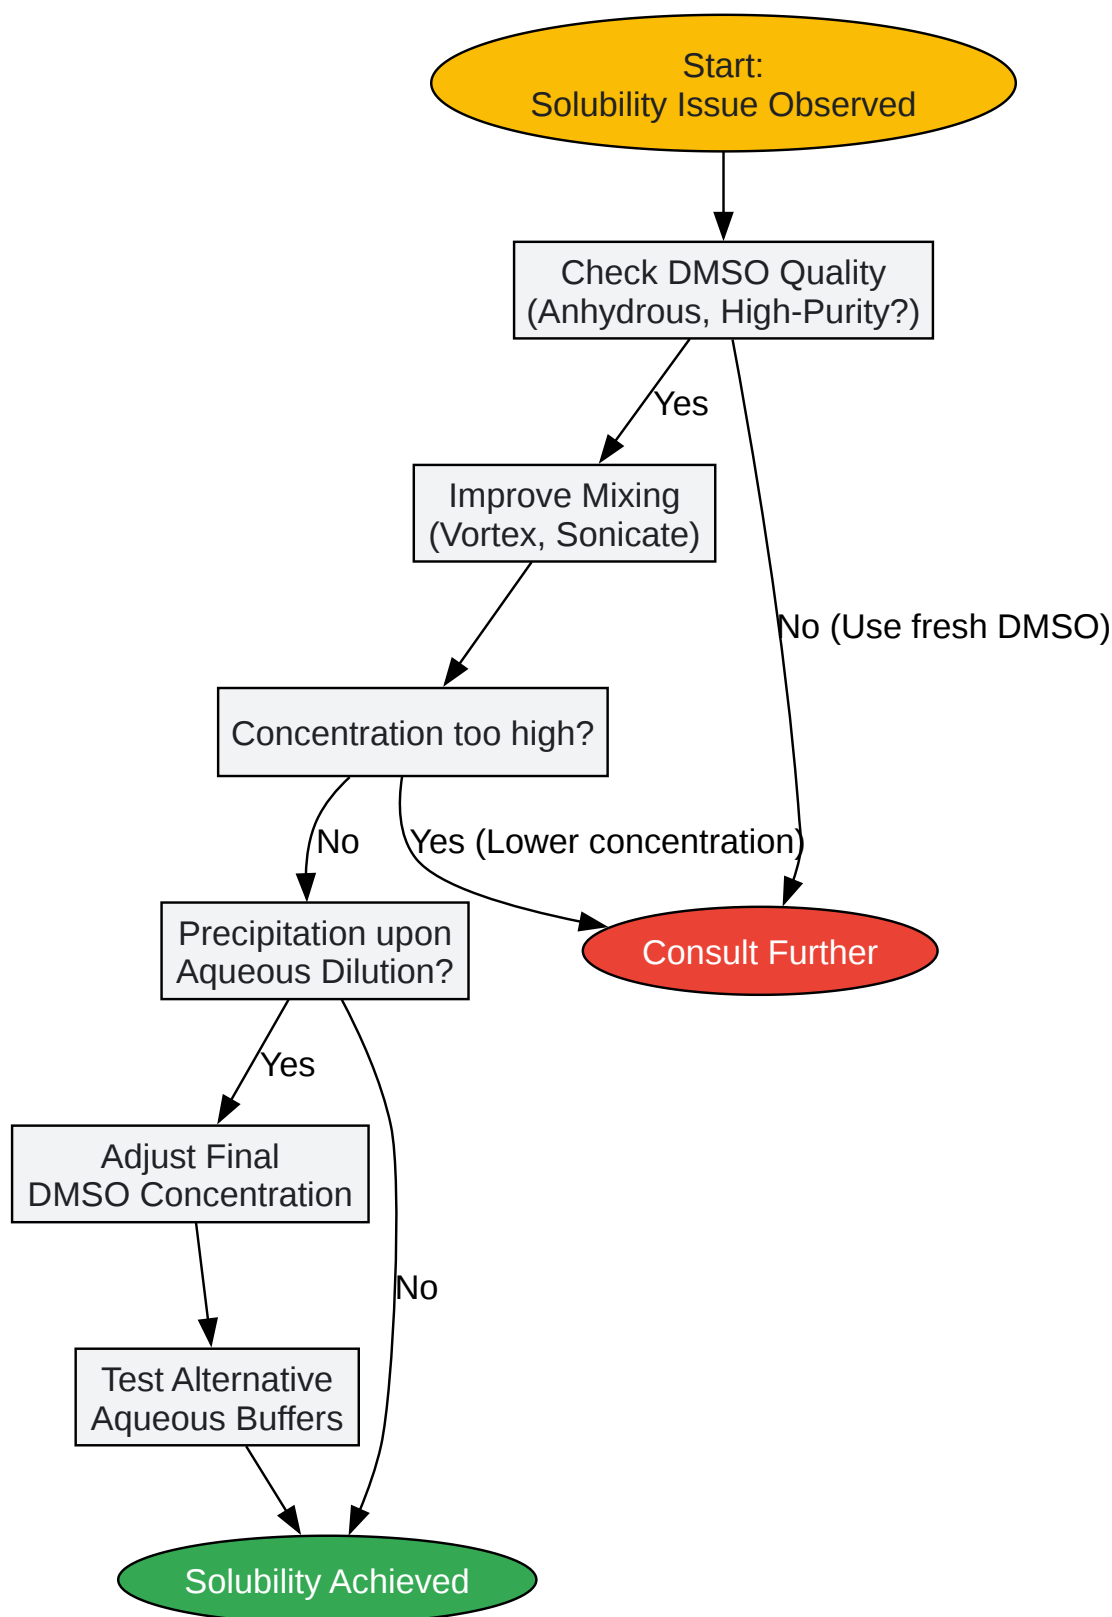 Start:
Solubility Issue Observed
Check DMSO Quality
(Anhydrous, High-Purity?)
Yes
Improve Mixing
(Vortex, Sonicate)
No (Use fresh DMSO)
Concentration too high?
No
Yes (Lower concentration)
Precipitation upon
Aqueous Dilution?
Consult Further
Yes
Adjust Final
DMSO Concentration
No
Test Alternative
Aqueous Buffers
Solubility Achieved